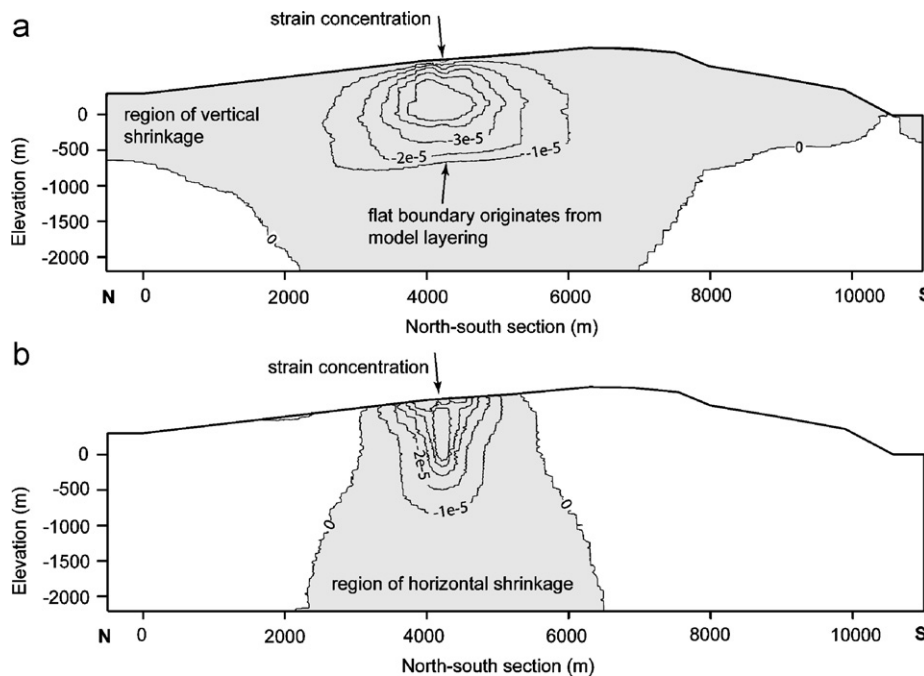 a
strain concentration
region of vertical
shrinkage
0
-500
-1000
-1500
-2000
Elevation (m)
-3e-5
-2e-5
-1e-5
0
0
flat boundary originates from
model layering
N 0 2000 4000 6000 8000 10000 S
North-south section (m)
b
strain concentration
0
-500
-1000
-1500
-2000
Elevation (m)
-2e-5
-1e-5
0
0
region of horizontal shrinkage
N 0 2000 4000 6000 8000 10000 S
North-south section (m)